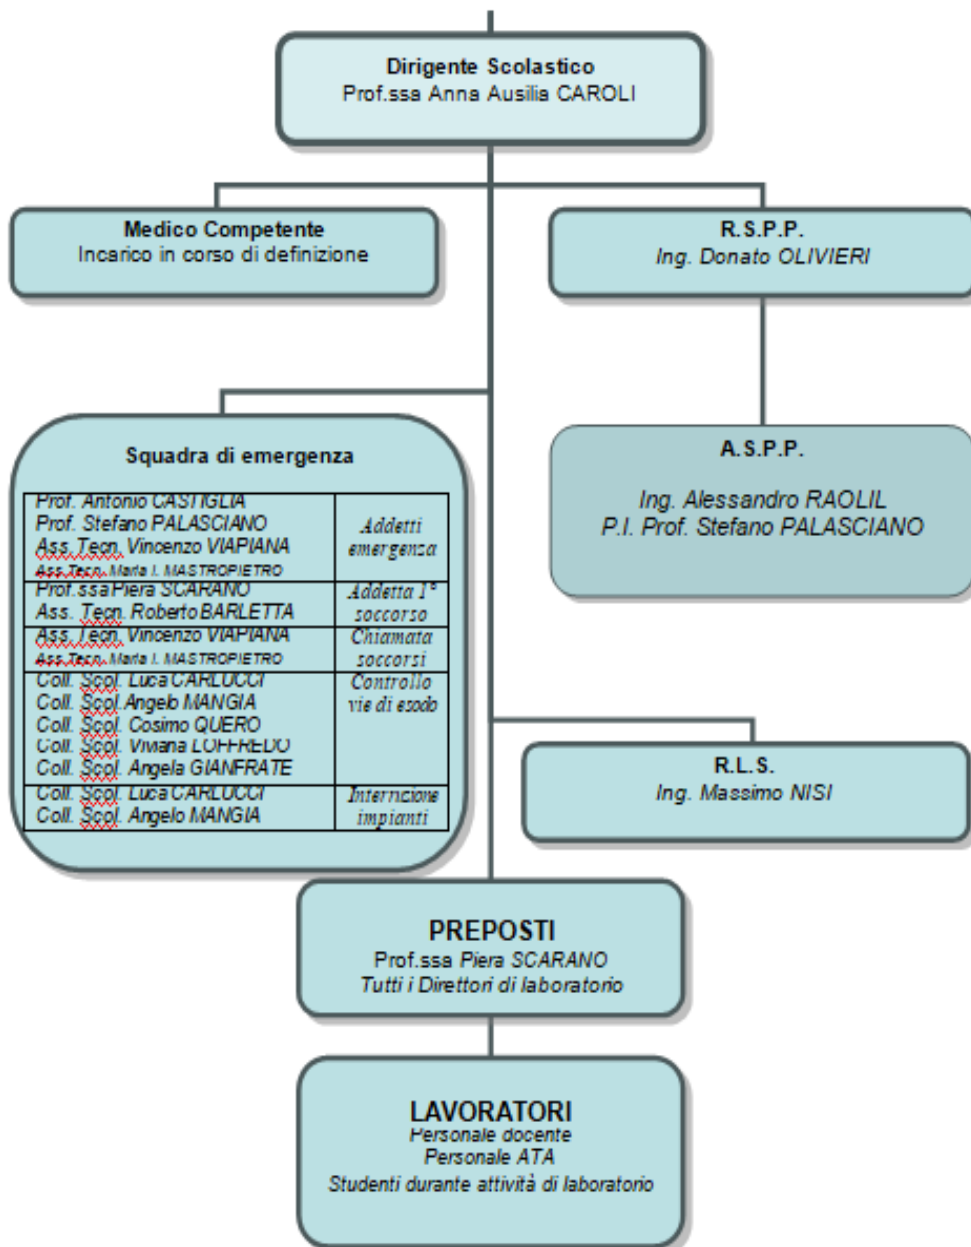 Dirigente Scolastico
Prof.ssa Anna Ausilia CAROLI
Medico Competente
Incarico in corso di definizione
R.S.P.P.
Ing. Donato OLIVIERI
A.S.P.P.
Ing. Alessandro RAOLIL
P.I. Prof. Stefano PALASCIANO
Squadra di emergenza
Prof. Antonio CASTIGLIA
Prof. Stefano PALASCIANO
Ass. Tecn. Vincenzo VIAPIANA
Ass.Tecn. Maria I. MASTROPIETRO
Addetti
emergenza
Prof.ssa Piera SCARANO
Ass. Tecn. Roberto BARLETTA
Addetta 1°
soccorso
Ass. Tecn. Vincenzo VIAPIANA
Ass.Tecn. Maria I. MASTROPIETRO
Chiamata
soccorsi
Coll. Scol. Luca CARLUCCI
Coll. Scol. Angelo MANGIA
Coll. Scol. Cosimo QUERO
Coll. Scol. Viviana LOFFREDO
Coll. Scol. Angela GIANFRATE
Controllo
vie di esodo
Coll. Scol. Luca CARLUCCI
Coll. Scol. Angelo MANGIA
Interruzione
impianti
R.L.S.
Ing. Massimo NISI
PREPOSTI
Prof.ssa Piera SCARANO
Tutti i Direttori di laboratorio
LAVORATORI
Personale docente
Personale ATA
Studenti durante attività di laboratorio